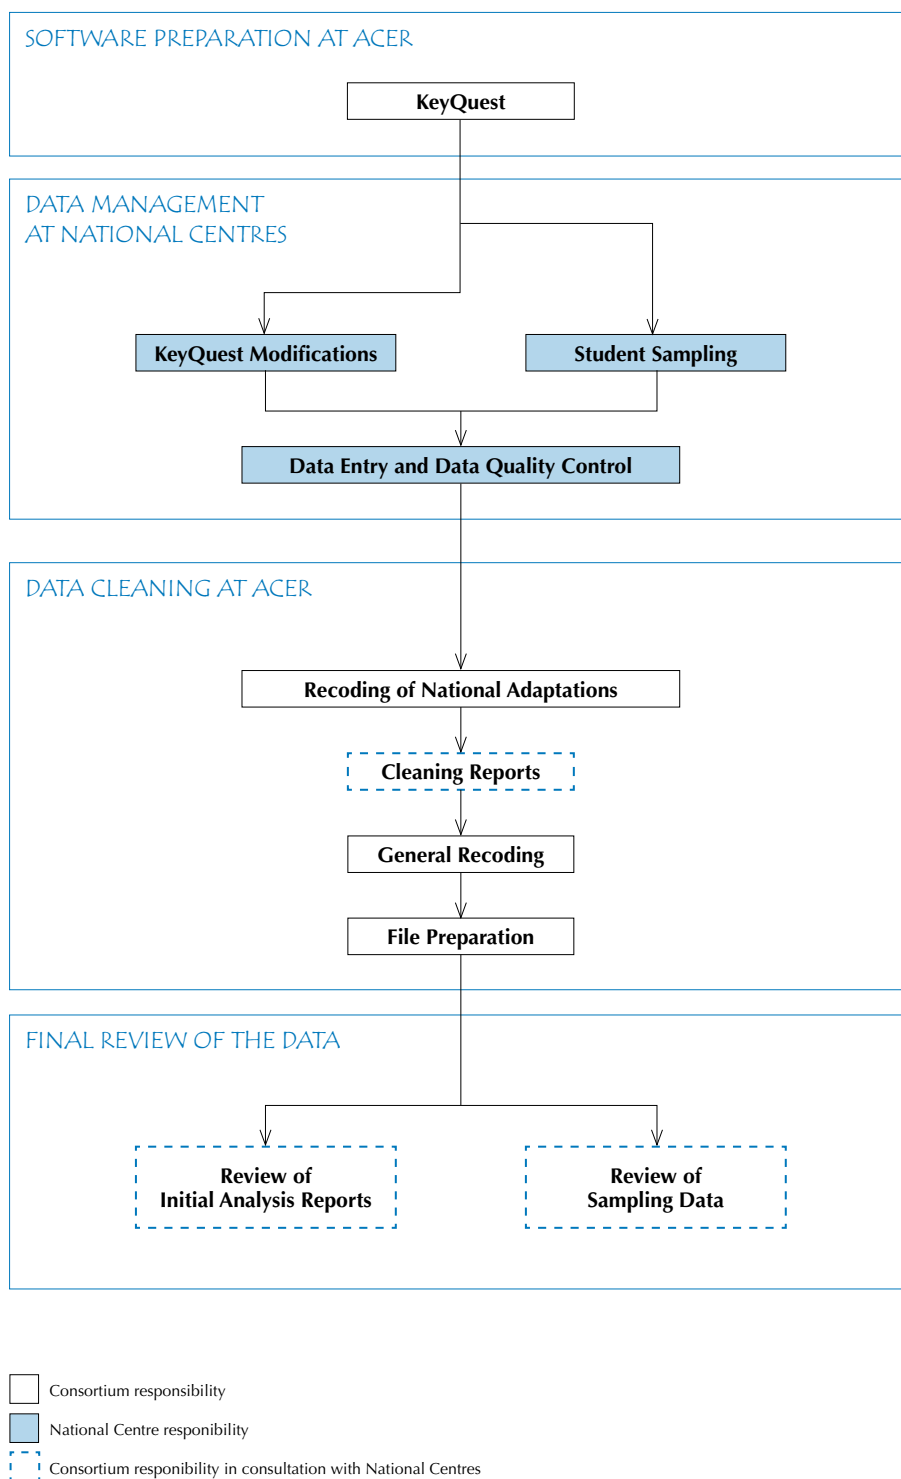 SOFTWARE PREPARATION AT ACER
KeyQuest
DATA MANAGEMENT
AT NATIONAL CENTRES
KeyQuest Modifications
Student Sampling
Data Entry and Data Quality Control
DATA CLEANING AT ACER
Recoding of National Adaptations
Cleaning Reports
General Recoding
File Preparation
FINAL REVIEW OF THE DATA
Review of
Initial Analysis Reports
Review of
Sampling Data
Consortium responsibility
National Centre responibility
Consortium responibility in consultation with National Centres